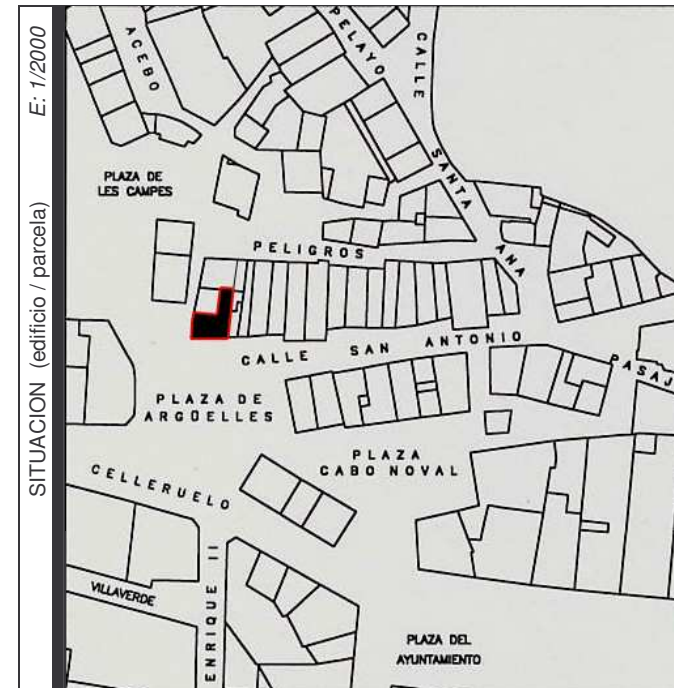 SITUACION (edificio / parcela) E: 1/2000
ACEBO
PELAYO
CALLE
PLAZA DE
LES CAMPES
SANTA ANA
PELIGROS
CALLE SAN ANTONIO
PASAJ
PLAZA DE
ARGÜELLES
PLAZA
CABO NOVAL
CELLERUELO
VILLAVERDE
ENRIQUE II
PLAZA DEL
AYUNTAMIENTO